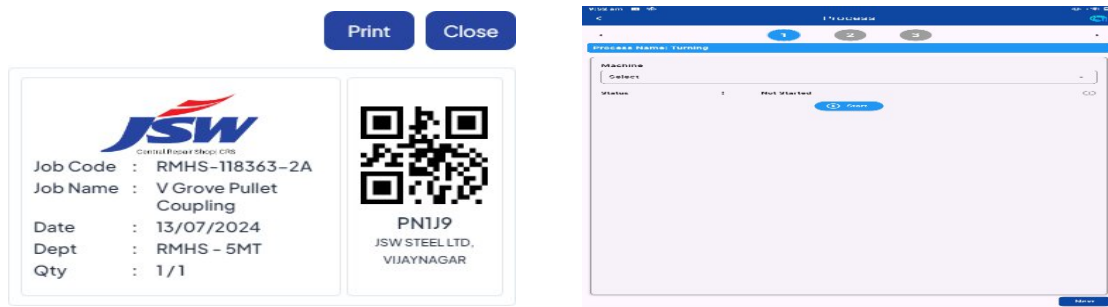 Print Close
JSW
Central Repair Shop| CRS
Job Code : RMHS-118363-2A
Job Name : V Grove Pullet
Coupling
Date : 13/07/2024
Dept : RMHS - 5MT
Qty : 1/1
PN1J9
JSW STEEL LTD,
VIJAYNAGAR
Process
1 2 3
Process Name: Turning
Machine
Select
Status : Not Started
Start
Next